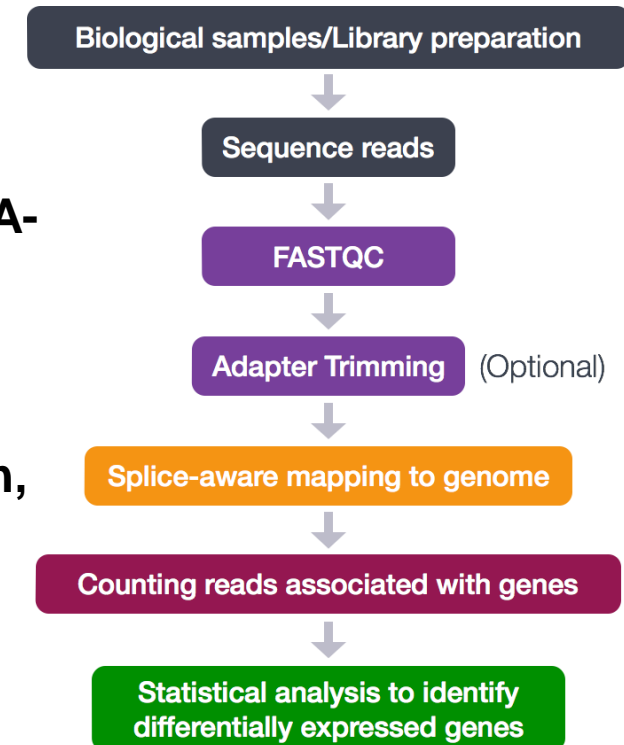 Biological samples/Library preparation
Sequence reads
A-
FASTQC
Adapter Trimming (Optional)
n,
Splice-aware mapping to genome
Counting reads associated with genes
Statistical analysis to identify
differentially expressed genes